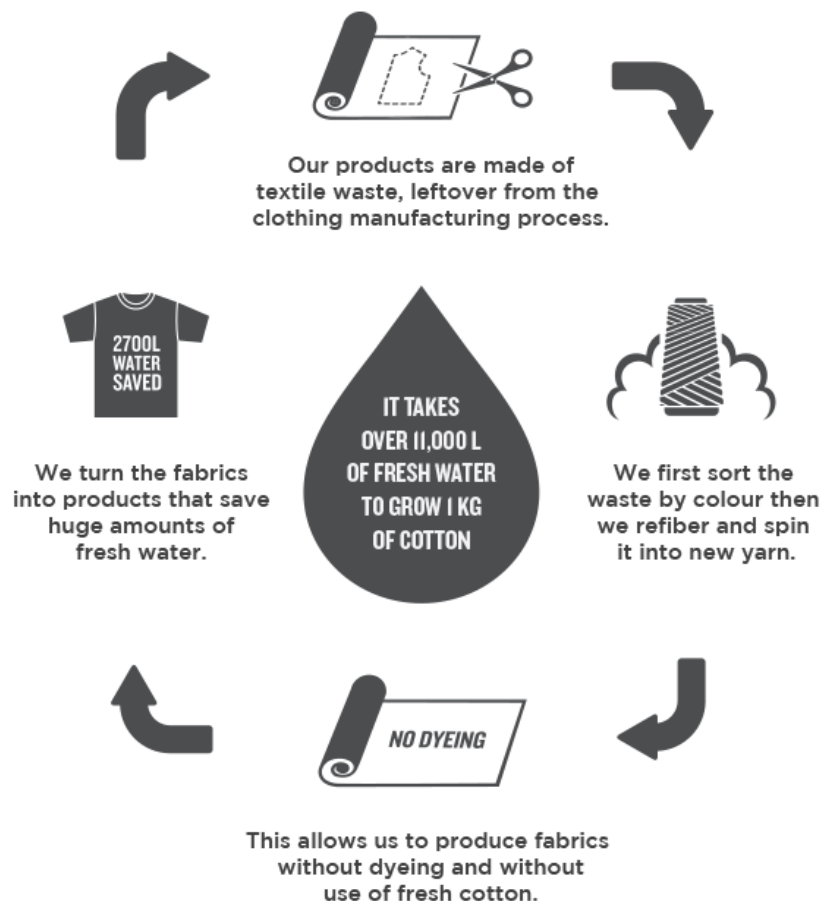 Our products are made of
textile waste, leftover from the
clothing manufacturing process.
2700L
WATER
SAVED
IT TAKES
OVER 11,000 L
OF FRESH WATER
TO GROW 1 KG
OF COTTON
We turn the fabrics
into products that save
huge amounts of
fresh water.
We first sort the
waste by colour then
we refiber and spin
it into new yarn.
NO DYEING
This allows us to produce fabrics
without dyeing and without
use of fresh cotton.